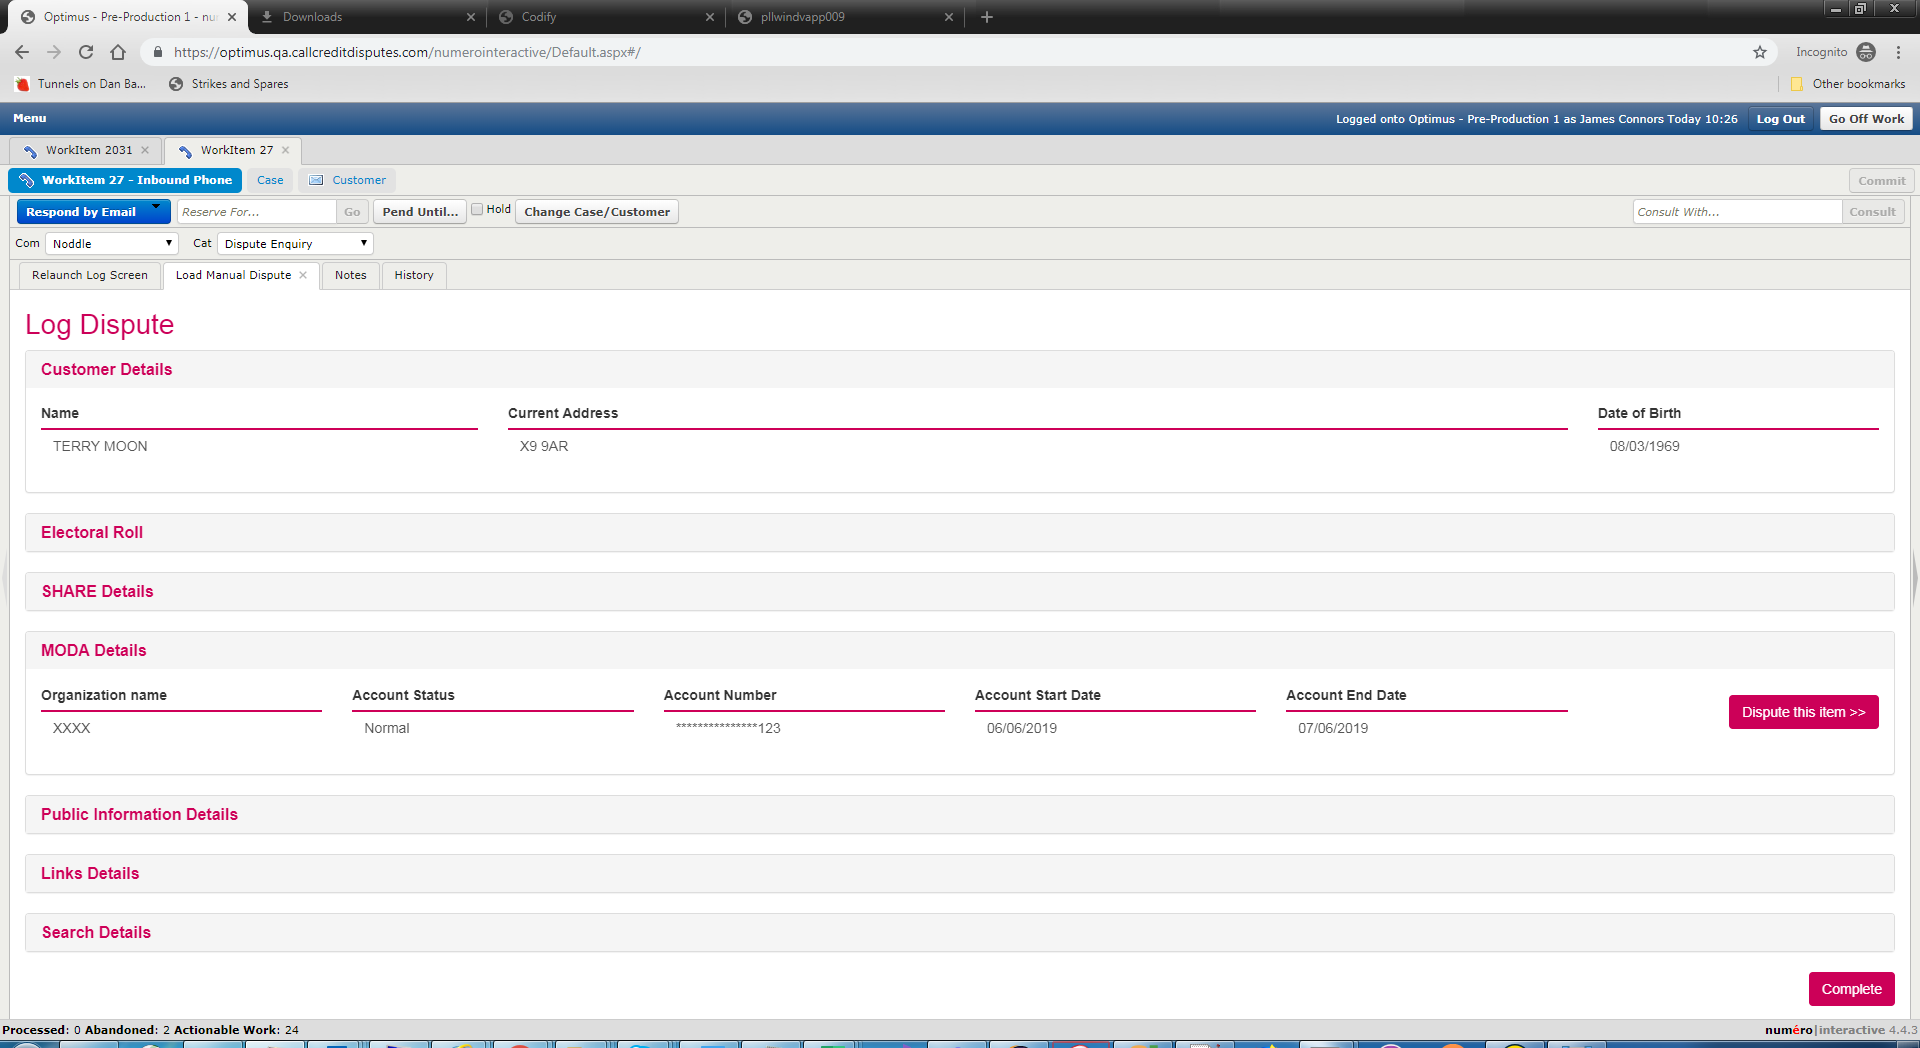 Optimus - Pre-Production 1 - nu
Downloads
Codify
pllwindvapp009
https://optimus.qa.callcreditdisputes.com/numerointeractive/Default.aspx#/
Incognito
Tunnels on Dan Ba...
Strikes and Spares
Other bookmarks
Menu
Logged onto Optimus - Pre-Production 1 as James Connors Today 10:26
Log Out
Go Off Work
WorkItem 2031
WorkItem 27
WorkItem 27 - Inbound Phone
Case
Customer
Commit
Respond by Email
Reserve For...
Go
Pend Until...
Hold
Change Case/Customer
Consult With...
Consult
Com
Noddle
Cat
Dispute Enquiry
Relaunch Log Screen
Load Manual Dispute
Notes
History
Log Dispute
Customer Details
Name
Current Address
Date of Birth
TERRY MOON
X9 9AR
08/03/1969
Electoral Roll
SHARE Details
MODA Details
Organization name
Account Status
Account Number
Account Start Date
Account End Date
Dispute this item >>
XXXX
Normal
***************123
06/06/2019
07/06/2019
Public Information Details
Links Details
Search Details
Complete
Processed: 0 Abandoned: 2 Actionable Work: 24
numéro|interactive 4.4.3